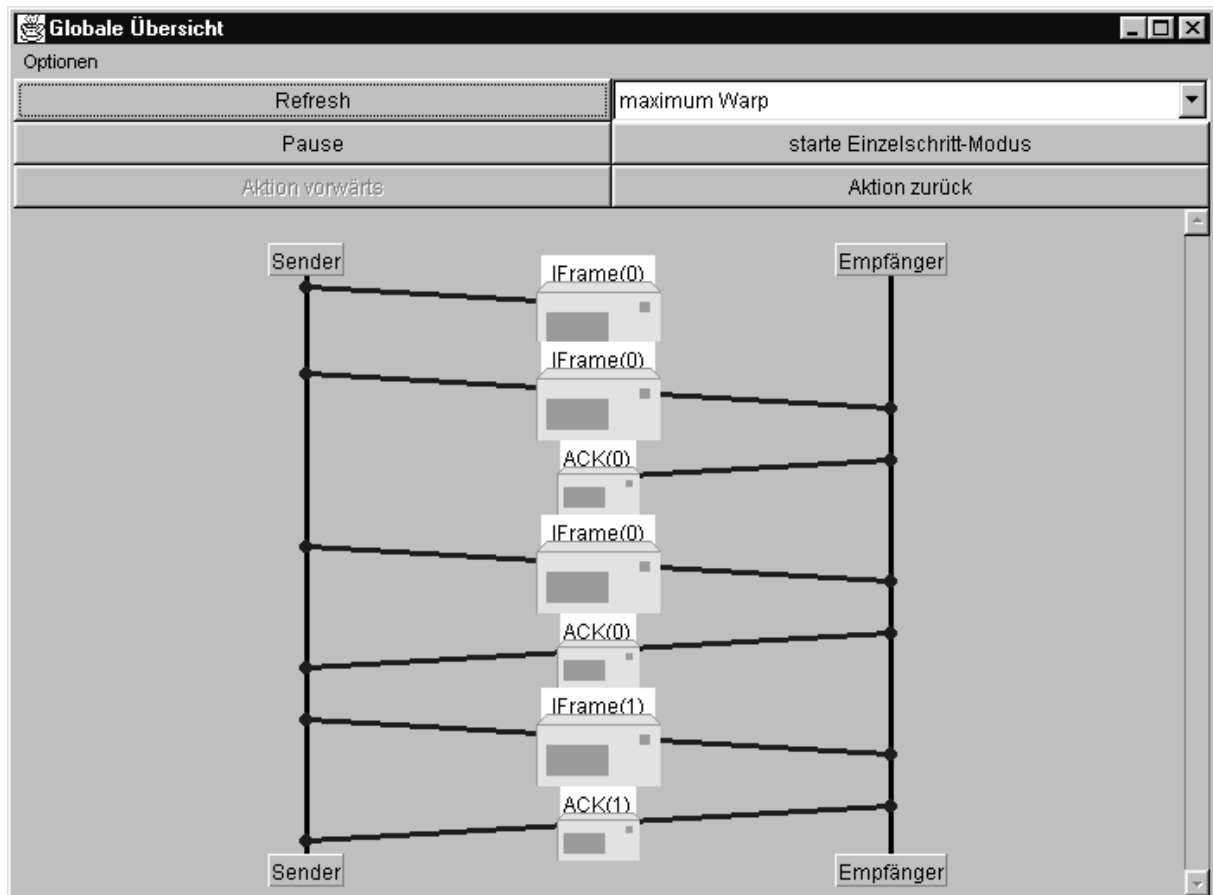 Globale Übersicht
Optionen
Refresh
maximum Warp
Pause
starte Einzelschritt-Modus
Aktion vorwärts
Aktion zurück
Sender
Empfänger
IFrame(0)
IFrame(0)
ACK(0)
IFrame(0)
ACK(0)
IFrame(1)
ACK(1)
Sender
Empfänger